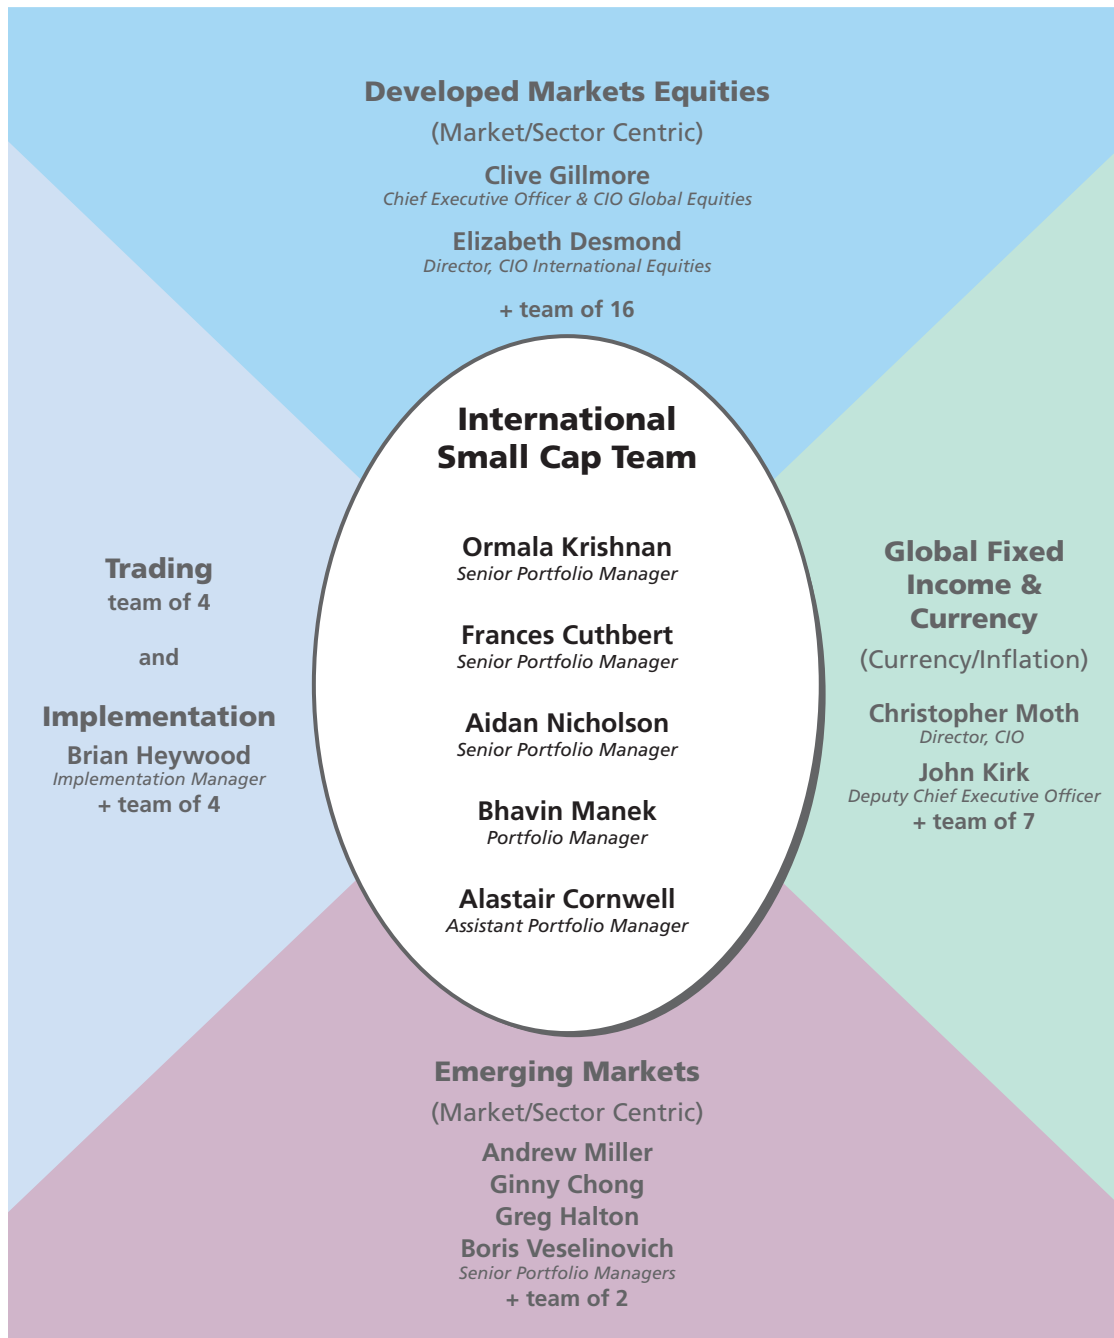 Developed Markets Equities
(Market/Sector Centric)
Clive Gillmore
Chief Executive Officer & CIO Global Equities
Elizabeth Desmond
Director, CIO International Equities
+ team of 16
International
Small Cap Team
Ormala Krishnan
Senior Portfolio Manager
Frances Cuthbert
Senior Portfolio Manager
Aidan Nicholson
Senior Portfolio Manager
Bhavin Manek
Portfolio Manager
Alastair Cornwell
Assistant Portfolio Manager
Trading
team of 4
and
Implementation
Brian Heywood
Implementation Manager
+ team of 4
Global Fixed
Income &
Currency
(Currency/Inflation)
Christopher Moth
Director, CIO
John Kirk
Deputy Chief Executive Officer
+ team of 7
Emerging Markets
(Market/Sector Centric)
Andrew Miller
Ginny Chong
Greg Halton
Boris Veselinovich
Senior Portfolio Managers
+ team of 2